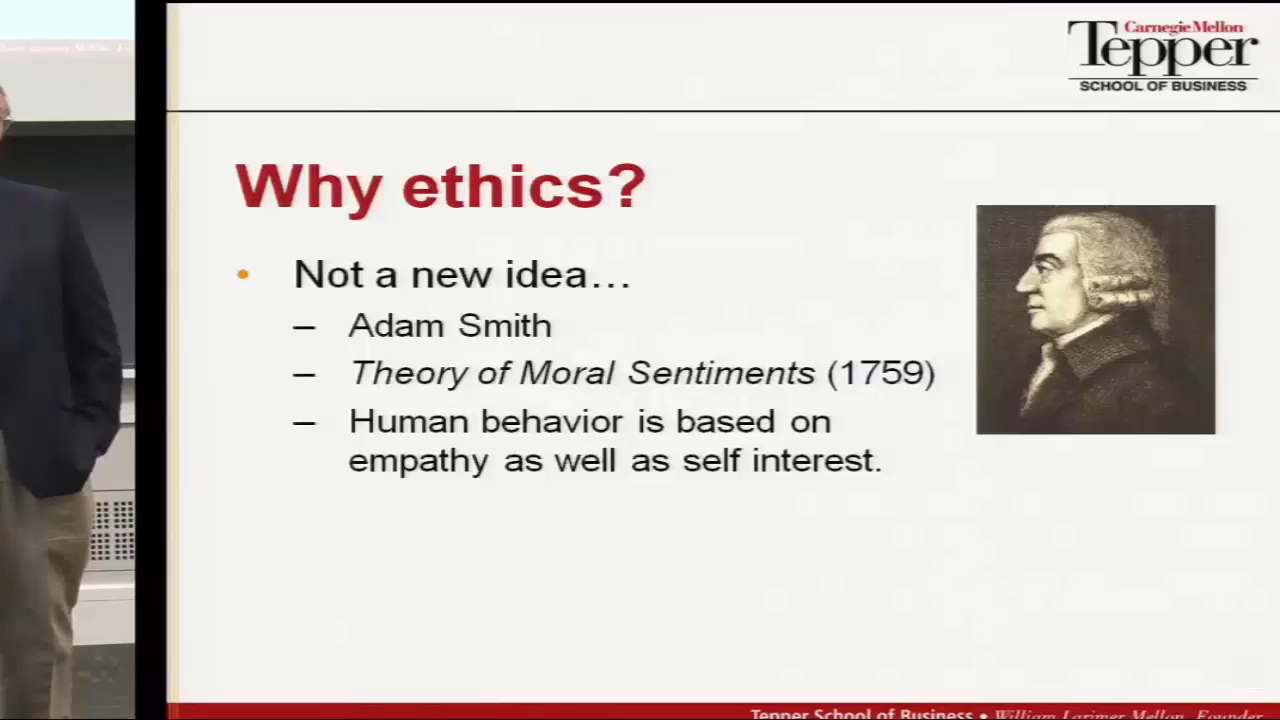 Carnegie Mellon
Tepper
SCHOOL OF BUSINESS
Why ethics?
• Not a new idea…
– Adam Smith
– Theory of Moral Sentiments (1759)
– Human behavior is based on
empathy as well as self interest.
Tepper School of Business • William Larimer Mellon, Founder